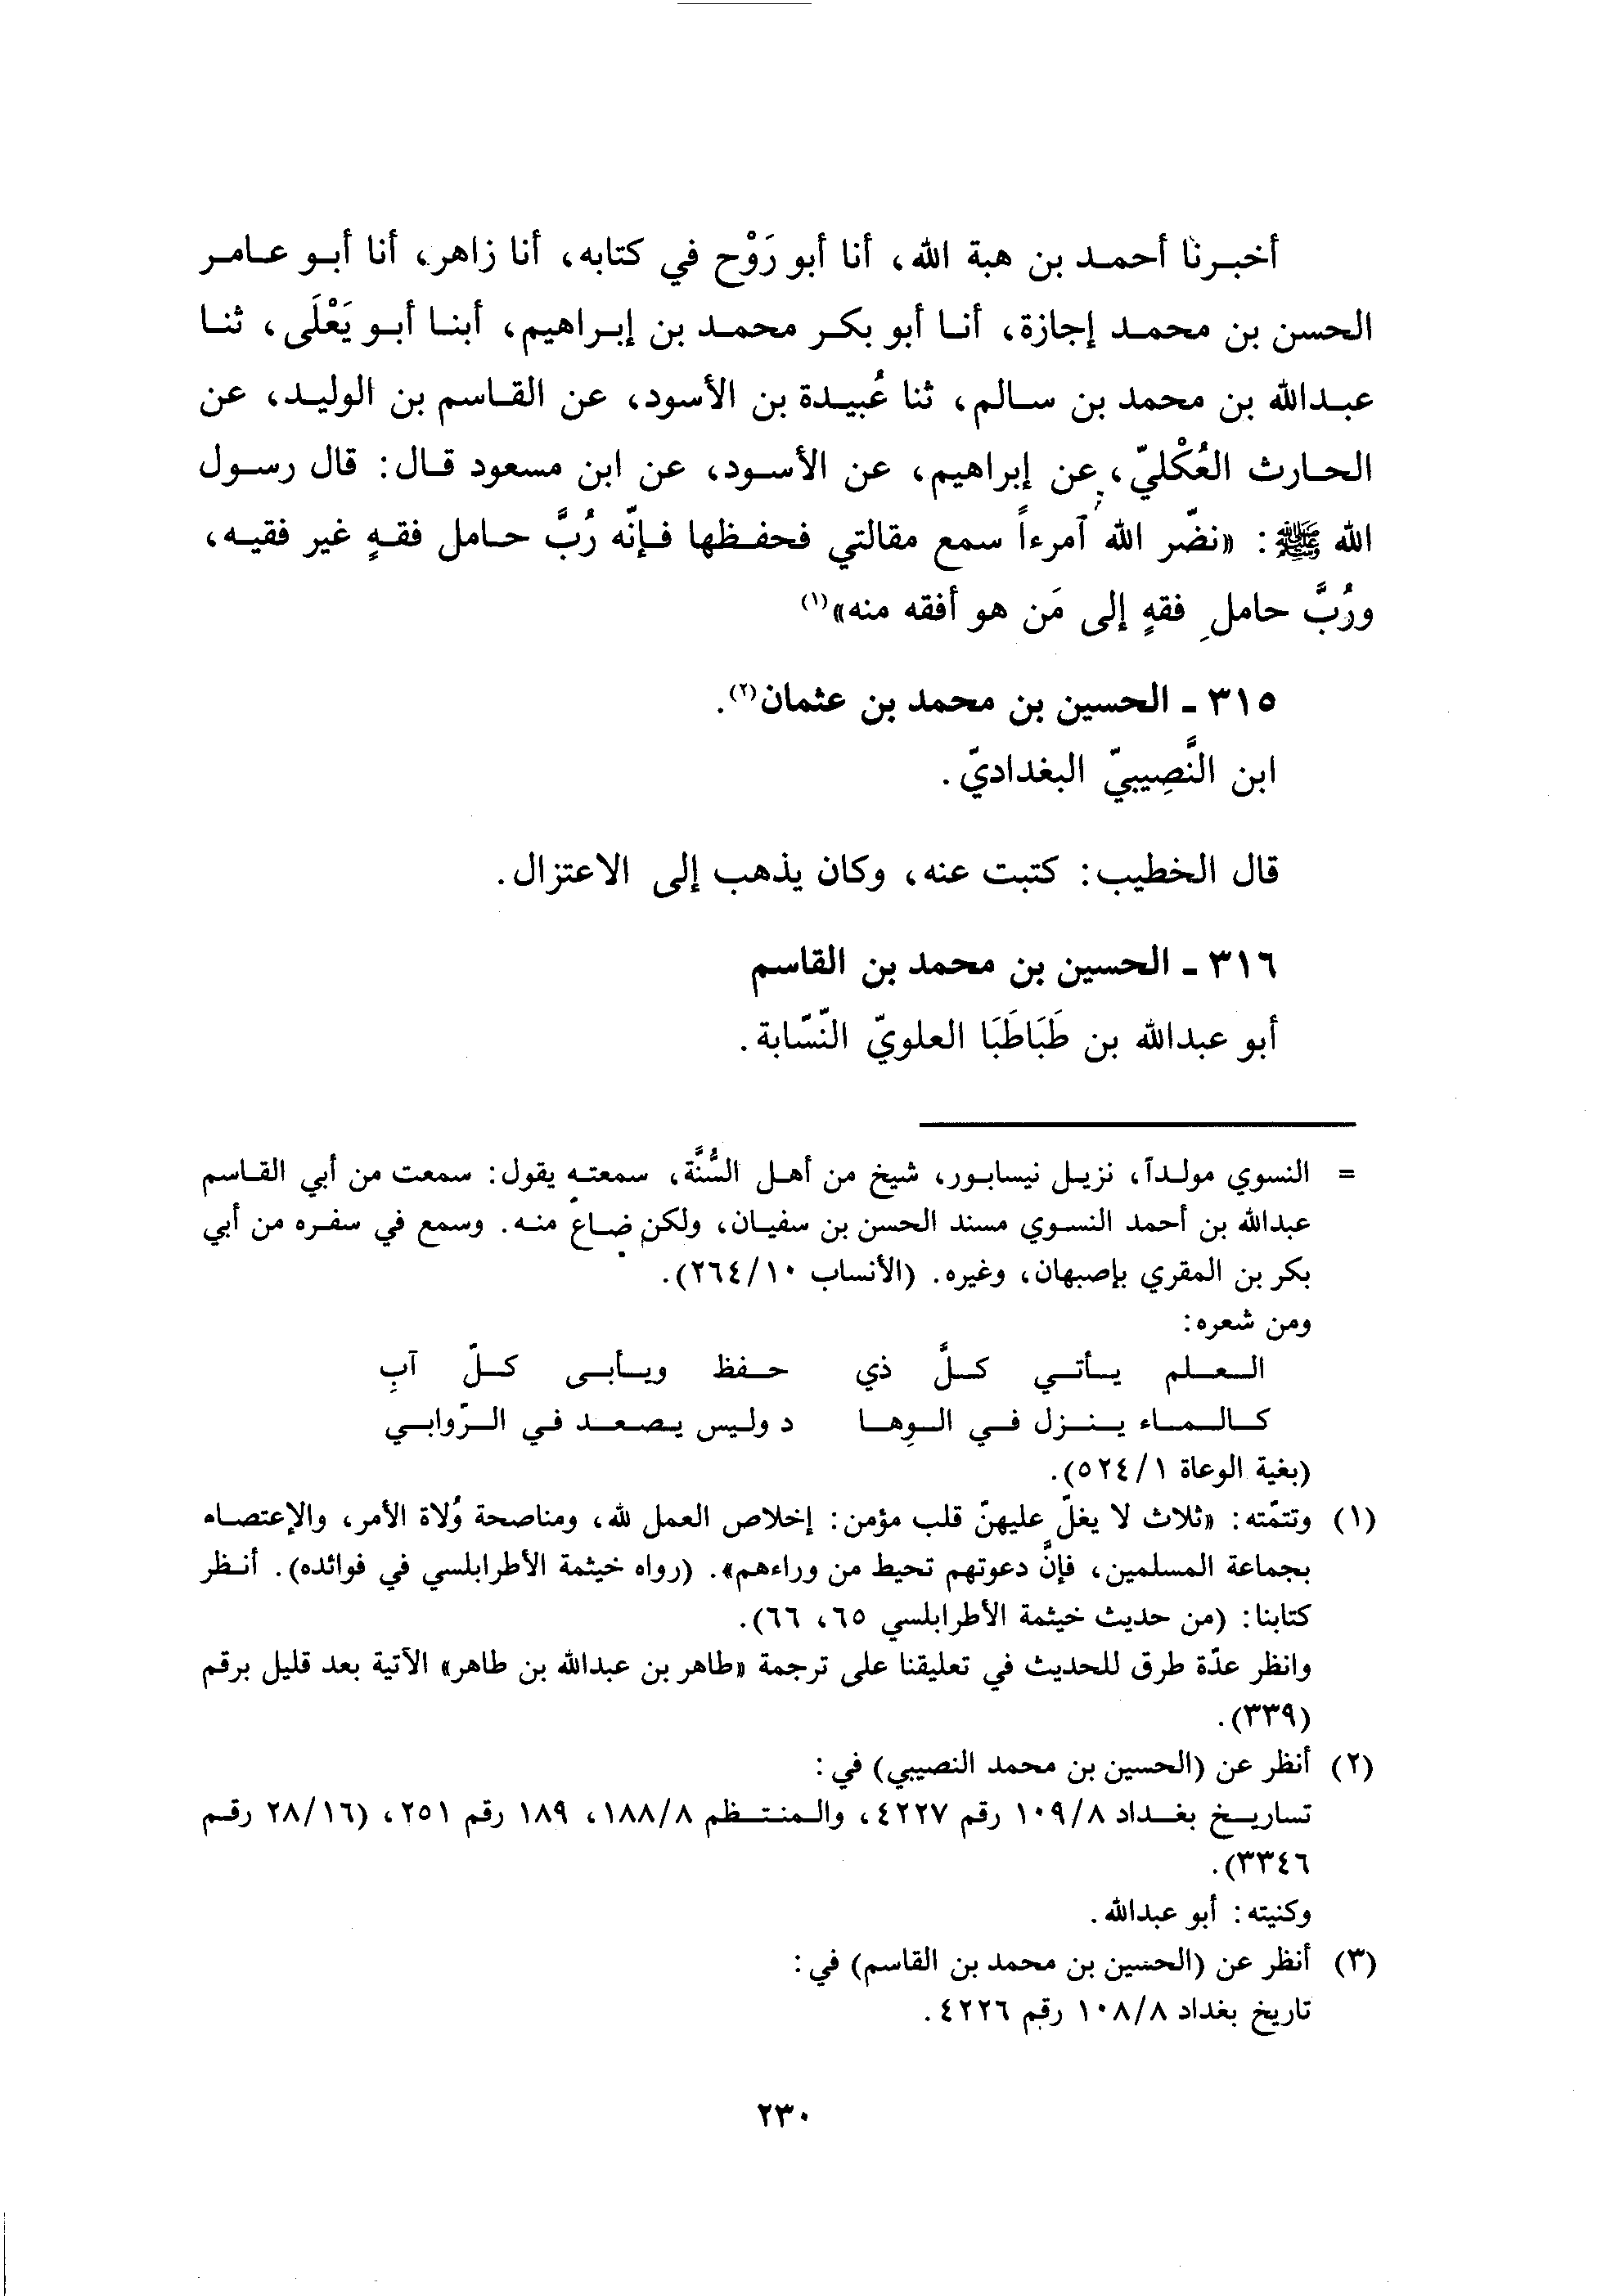 أخبرنا أحمد بن هبة الله، أنا أبو رَوْح في كتابه، أنا زاهر، أنا أبو عامر
الحسن بن محمد إجازة، أنا أبو بكر محمد بن إبراهيم، أبنا أبو يَعْلَى، ثنا
عبدالله بن محمد بن سالم، ثنا عُبيدة بن الأسود، عن القاسم بن الوليد، عن
الحارث العُكْليّ، عن إبراهيم، عن الأسود، عن ابن مسعود قال: قال رسول
الله ﷺ: «نضّر الله آمرءاً سمع مقالتي فحفظها فإنّه رُبَّ حامل فقهٍ غير فقيه،
ورُبَّ حاملِ فقهٍ إلى مَن هو أفقه منه»(١)
٣١٥ ـ الحسين بن محمد بن عثمان(٢).
ابن النَّصِيبيّ البغداديّ.
قال الخطيب: كتبت عنه، وكان يذهب إلى الاعتزال.
٣١٦ ـ الحسين بن محمد بن القاسم
أبو عبدالله بن طَبَاطَبَا العلويّ النّسّابة.
= النسوي مولداً، نزيل نيسابور، شيخ من أهل السُّنَّة، سمعته يقول: سمعت من أبي القاسم
عبدالله بن أحمد النسوي مسند الحسن بن سفيان، ولكن ضاع منه. وسمع في سفره من أبي
بكر بن المقري بإصبهان، وغيره. (الأنساب ١٠/٢٦٤).
ومن شعره:
العلم يأتي كلَّ ذي حفظ ويأبى كلّ آبِ
كالماء ينزل في الوِها د وليس يصعد في الرّوابي
(بغية الوعاة ١/٥٢٤).
(١) وتتمّته: «ثلاث لا يغلّ عليهنّ قلب مؤمن: إخلاص العمل لله، ومناصحة وُلاة الأمر، والإعتصاء
بجماعة المسلمين، فإنَّ دعوتهم تحيط من وراءهم». (رواه خيثمة الأطرابلسي في فوائده). أنظر
كتابنا: (من حديث خيثمة الأطرابلسي ٦٥، ٦٦).
وانظر عدّة طرق للحديث في تعليقنا على ترجمة «طاهر بن عبدالله بن طاهر» الآتية بعد قليل برقم
(٣٣٩).
(٢) أنظر عن (الحسين بن محمد النصيبي) في:
تساريخ بغداد ٨/١٠٩ رقم ٤٢٢٧، والمنتظم ٨/١٨٨، ١٨٩ رقم ٢٥١، (١٦/٢٨ رقم
٣٣٤٦).
وكنيته: أبو عبدالله.
(٣) أنظر عن (الحسين بن محمد بن القاسم) في:
تاريخ بغداد ٨/١٠٨ رقم ٤٢٢٦.
٢٣٠